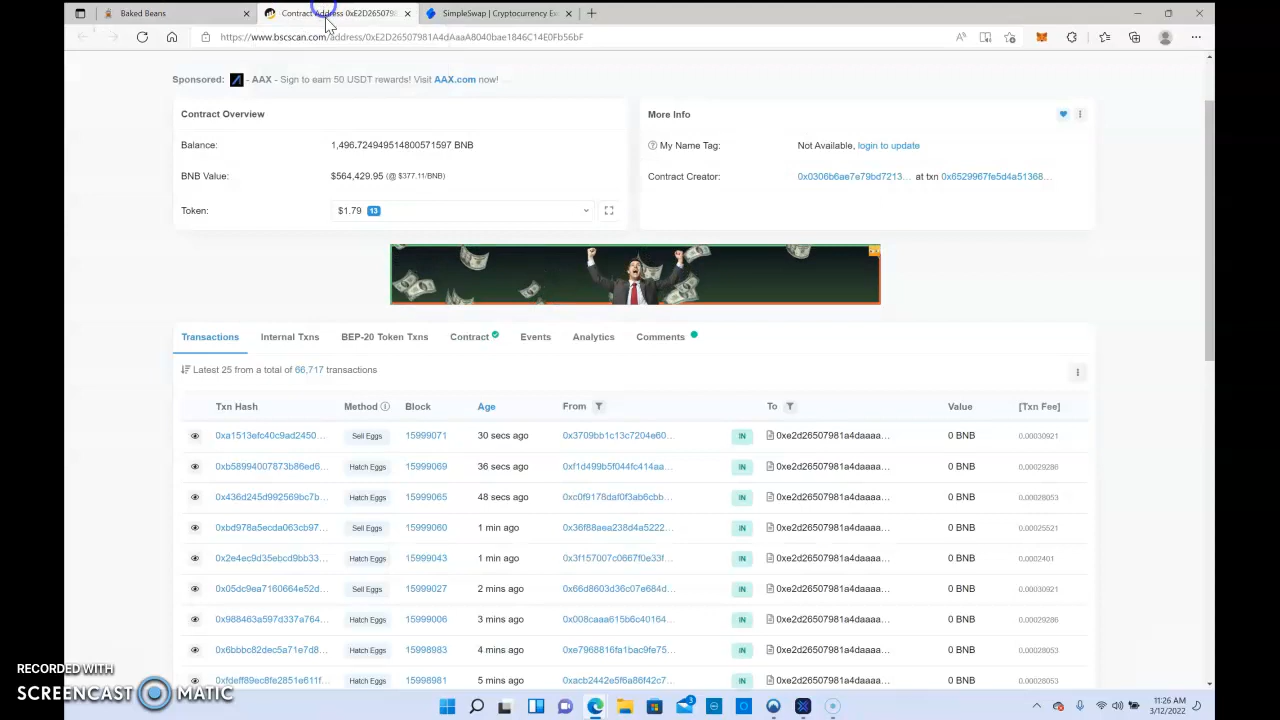 Baked Beans
Contract Address 0xE2D2650798
SimpleSwap | Cryptocurrency Ex
https://www.bscscan.com/address/0xE2D26507981A4dAaaA8040bae1846C14E0Fb56bF
Sponsored: - AAX - Sign to earn 50 USDT rewards! Visit AAX.com now!
Contract Overview
More Info
Balance: 1,496.724949514800571597 BNB
My Name Tag: Not Available, login to update
BNB Value: $564,429.95 (@ $377.11/BNB)
Contract Creator: 0x0306b6ae7e79bd7213... at txn 0x6529967fe5d4a51368...
Token: $1.79 13
Transactions Internal Txns BEP-20 Token Txns Contract Events Analytics Comments
Latest 25 from a total of 66,717 transactions
Txn Hash Method Block Age From To Value [Txn Fee]
0xa1513efc40c9ad2450... Sell Eggs 15999071 30 secs ago 0x3709bb1c13c7204e60... IN 0xe2d26507981a4daaaa... 0 BNB 0.00030921
0xb58994007873b86ed6... Hatch Eggs 15999069 36 secs ago 0xf1d499b5f044fc414aa... IN 0xe2d26507981a4daaaa... 0 BNB 0.00029286
0x436d245d992569bc7b... Hatch Eggs 15999065 48 secs ago 0xc0f9178daf0f3ab6cbb... IN 0xe2d26507981a4daaaa... 0 BNB 0.00028053
0xbd978a5ecda063cb97... Sell Eggs 15999060 1 min ago 0x36f88aea238d4a5222... IN 0xe2d26507981a4daaaa... 0 BNB 0.00025521
0x2e4ec9d35ebcd9bb33... Hatch Eggs 15999043 1 min ago 0x3f157007c0667f0e33f... IN 0xe2d26507981a4daaaa... 0 BNB 0.0002401
0x05dc9ea7160664e52d... Sell Eggs 15999027 2 mins ago 0x66d8603d36c07e684d... IN 0xe2d26507981a4daaaa... 0 BNB 0.00030921
0x988463a597d337a764... Hatch Eggs 15999006 3 mins ago 0x008caaa615b6c40164... IN 0xe2d26507981a4daaaa... 0 BNB 0.00029286
0x6bbbc82dec5a71e7d8... Hatch Eggs 15998983 4 mins ago 0xe7968816fa1bac9fe75... IN 0xe2d26507981a4daaaa... 0 BNB 0.00028053
0xfdeff89ec8fe2851e611f... Hatch Eggs 15998981 5 mins ago 0xacb2442e5f6a86f42c7... IN 0xe2d26507981a4daaaa... 0 BNB 0.00028053
RECORDED WITH
SCREENCAST MATIC
3
11:26 AM
3/12/2022